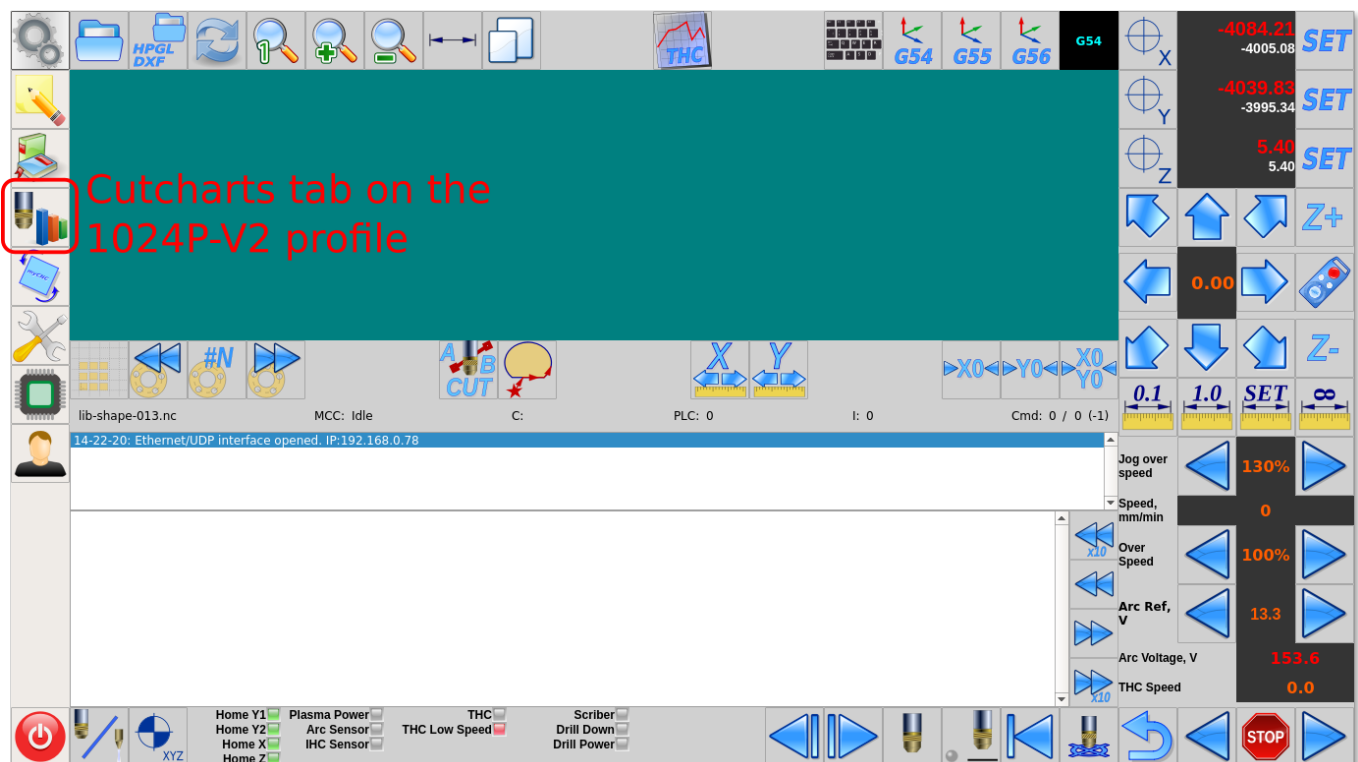 HPGL
DXF
1
THC
G54
G55
G56
G54
X
-4084.21
-4005.08
SET
Y
-4039.83
-3995.34
SET
Z
5.40
5.40
SET
Cutcharts tab on the
1024P-V2 profile
Z+
myCNC
0.00
Z-
#N
A
B
CUT
X
Y
X0
Y0
X0
Y0
0.1
1.0
SET
∞
lib-shape-013.nc
MCC: Idle
C:
PLC: 0
I: 0
Cmd: 0 / 0 (-1)
14-22-20: Ethernet/UDP interface opened. IP:192.168.0.78
Jog over
speed
130%
Speed,
mm/min
0
x10
Over
Speed
100%
Arc Ref,
V
13.3
Arc Voltage, V
153.6
x10
THC Speed
0.0
Home Y1
Home Y2
Home X
Home Z
Plasma Power
Arc Sensor
IHC Sensor
THC
THC Low Speed
Scriber
Drill Down
Drill Power
XYZ
STOP